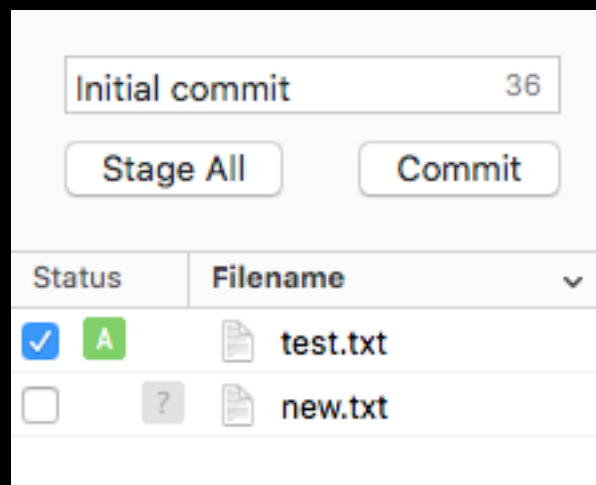 Initial commit 36
Stage All Commit
Status Filename
A test.txt
? new.txt